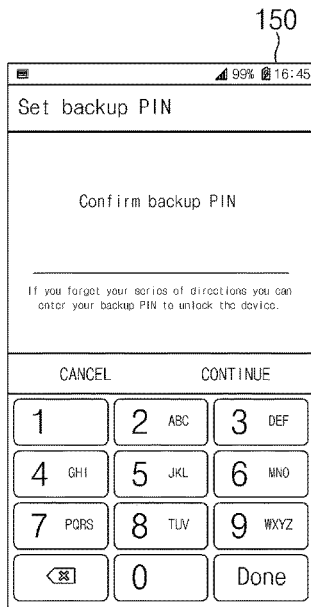 150
99% 16:45
Set backup PIN
Confirm backup PIN
If you forget your series of directions you can
enter your backup PIN to unlock the device.
CANCEL CONTINUE
1 2 ABC 3 DEF
4 GHI 5 JKL 6 MNO
7 PQRS 8 TUV 9 WXYZ
0 Done